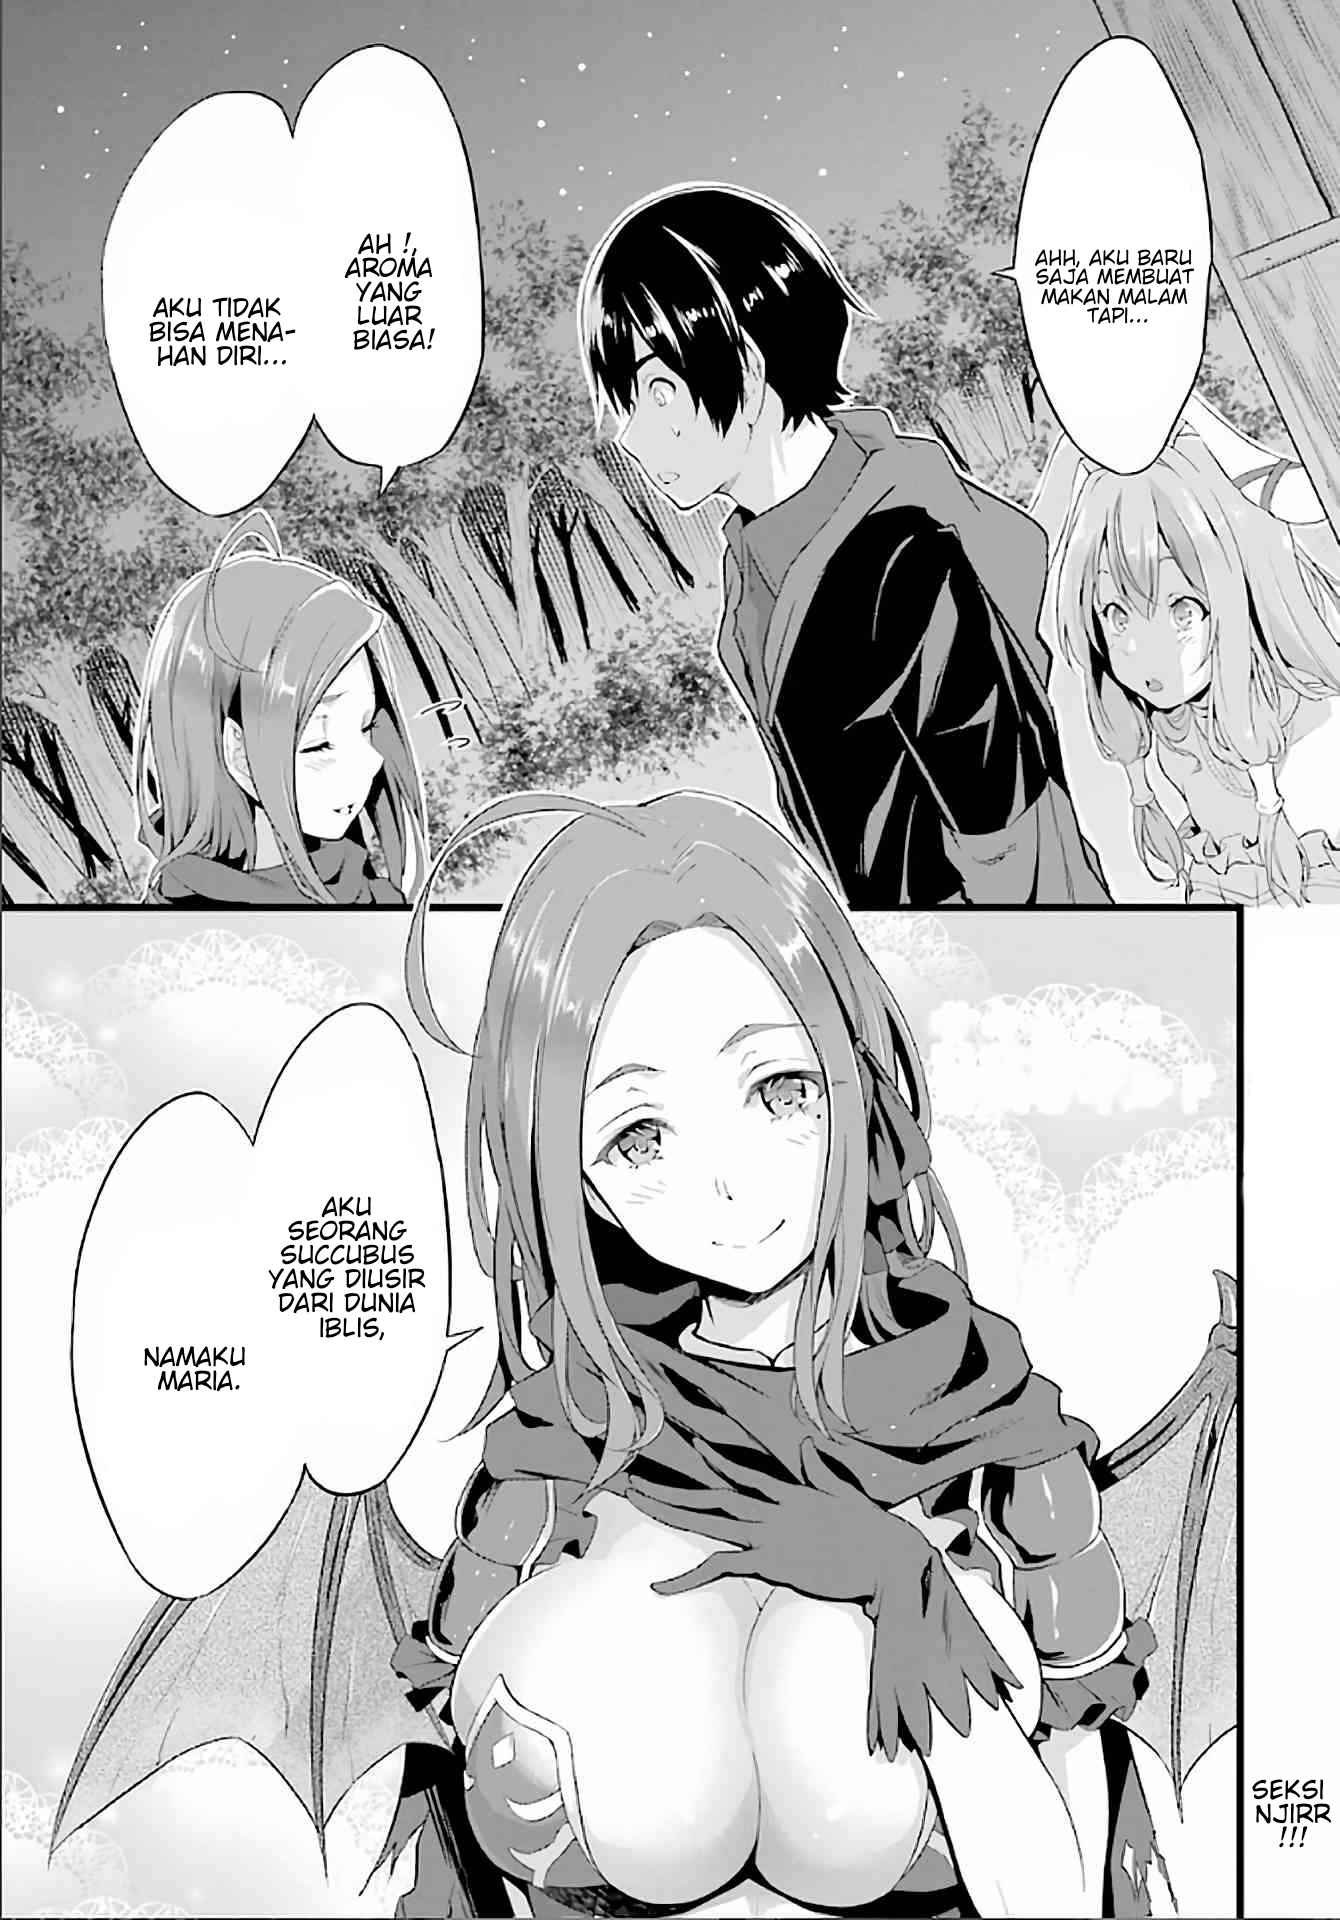 AHH, AKU BARU
SAJA MEMBUAT
MAKAN MALAM
TAPI...
AH !,
AROMA
YANG
LUAR
BIASA!
AKU TIDAK
BISA MENA-
HAN DIRI...
AKU
SEORANG
SUCCUBUS
YANG DIUSIR
DARI DUNIA
IBLIS,
NAMAKU
MARIA.
SEKSI
NJIRR
!!!